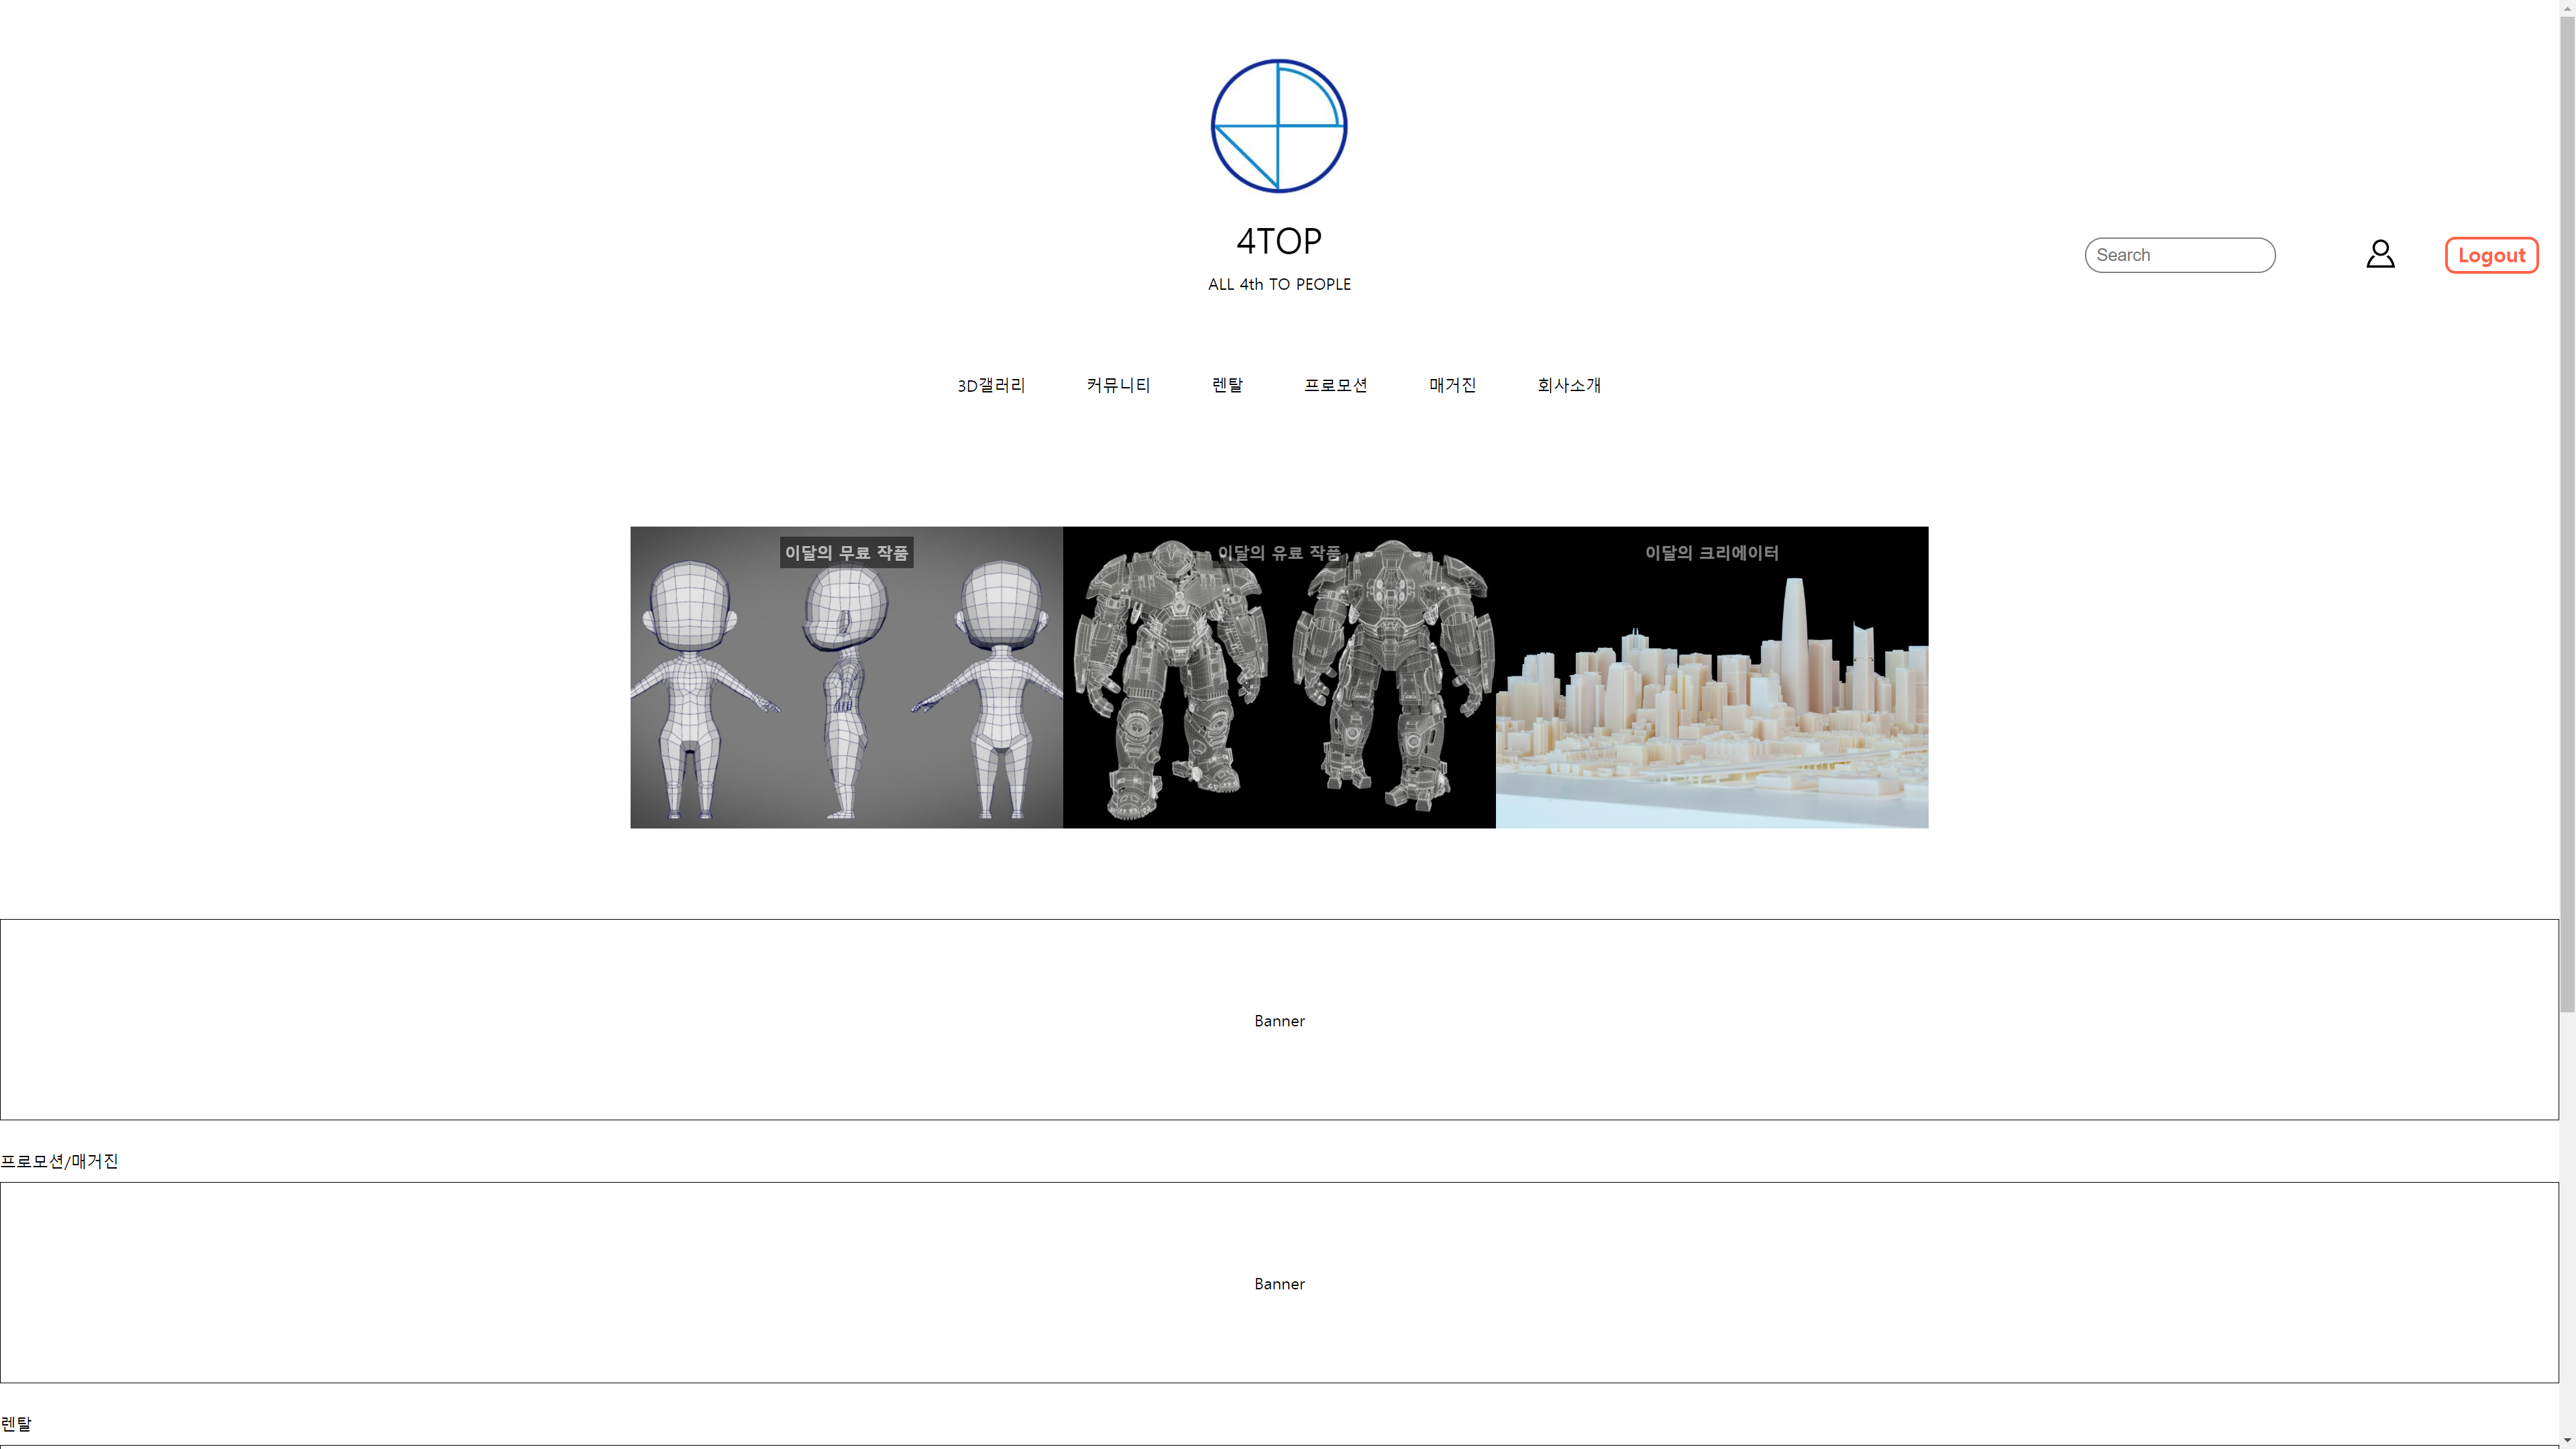 4TOP
ALL 4th TO PEOPLE
Search
Logout
3D갤러리 커뮤니티 렌탈 프로모션 매거진 회사소개
이달의 무료 작품
이달의 유료 작품
이달의 크리에이터
Banner
프로모션/매거진
Banner
렌탈